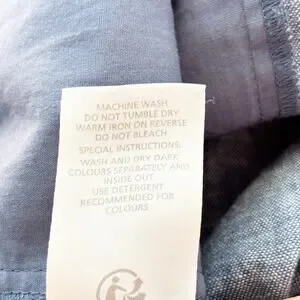 MACHINE WASH
DO NOT TUMBLE DRY
WARM IRON ON REVERSE
DO NOT BLEACH
SPECIAL INSTRUCTIONS:
WASH AND DRY DARK
COLOURS SEPARATELY AND
INSIDE OUT
USE DETERGENT
RECOMMENDED FOR
COLOURS